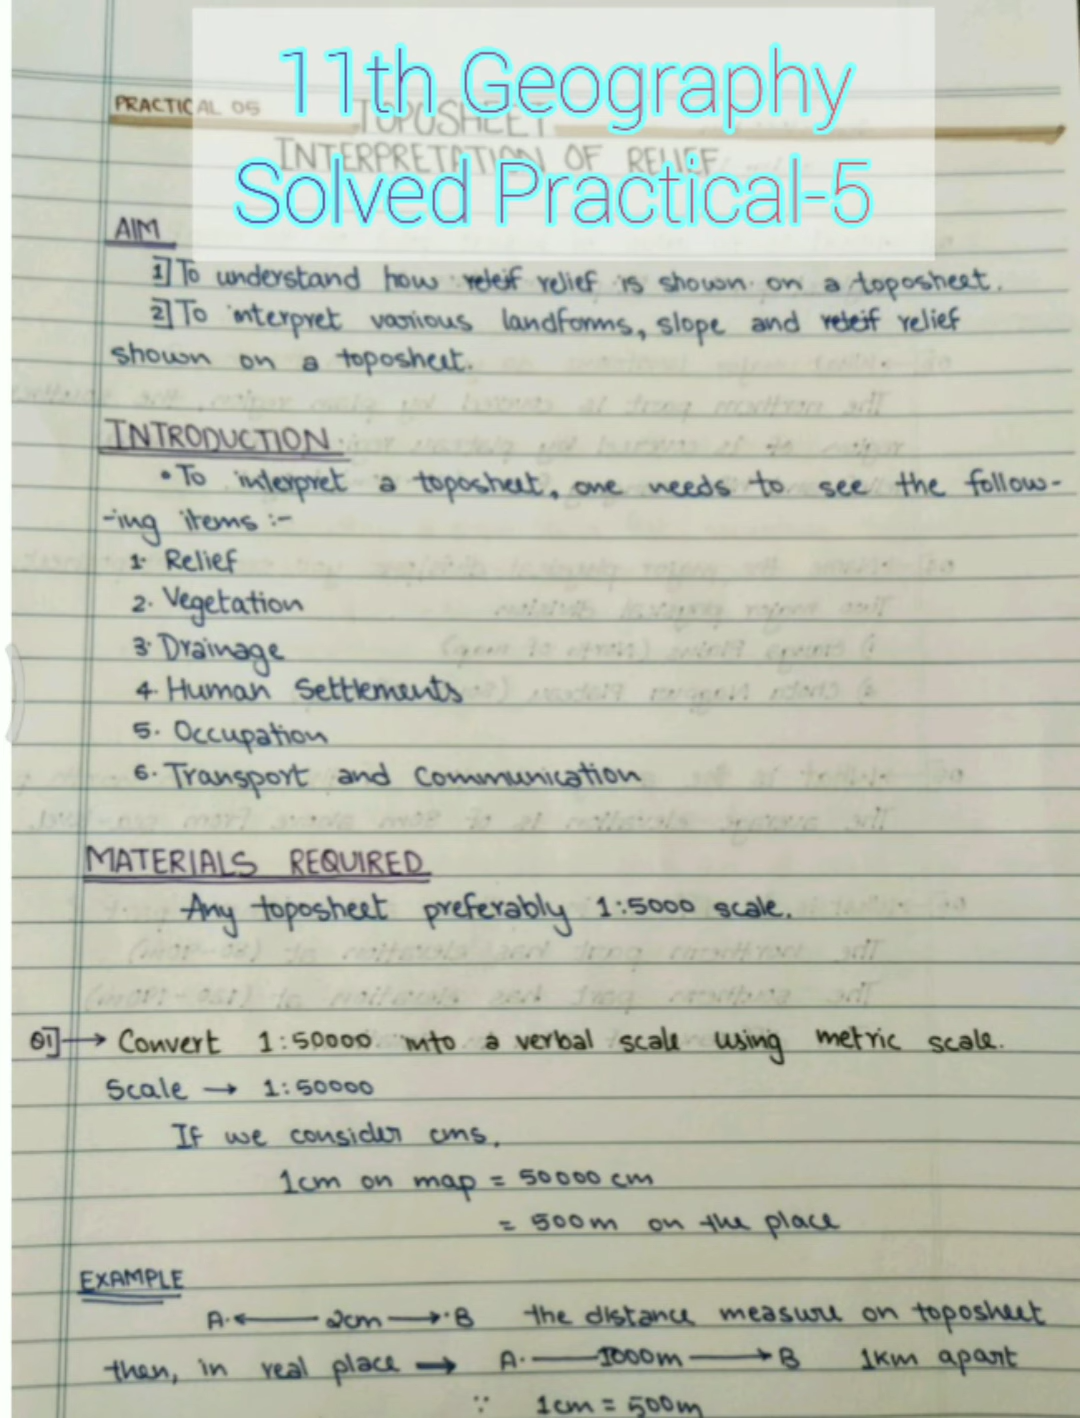 11th Geography
Solved Practical-5
PRACTICAL 05 TOPOSHEET
INTERPRETATION OF RELIEF
AIM
1] To understand how releif relief is shown on a toposheet.
2] To interpret various landforms, slope and releif relief
shown on a toposheet.
INTRODUCTION
• To interpret a toposheet, one needs to see the follow-
-ing items :-
1. Relief
2. Vegetation
3. Drainage
4. Human Settlements
5. Occupation
6. Transport and Communication
MATERIALS REQUIRED
Any toposheet preferably 1:5000 scale.
Q1]→ Convert 1:50000 into a verbal scale using metric scale.
Scale → 1:50000
If we consider cms,
1cm on map = 50000 cm
= 500m on the place
EXAMPLE
A.←—2cm—→.B the distance measure on toposheet
then, in real place → A.—1000m—→B 1Km apart
∵ 1cm = 500m